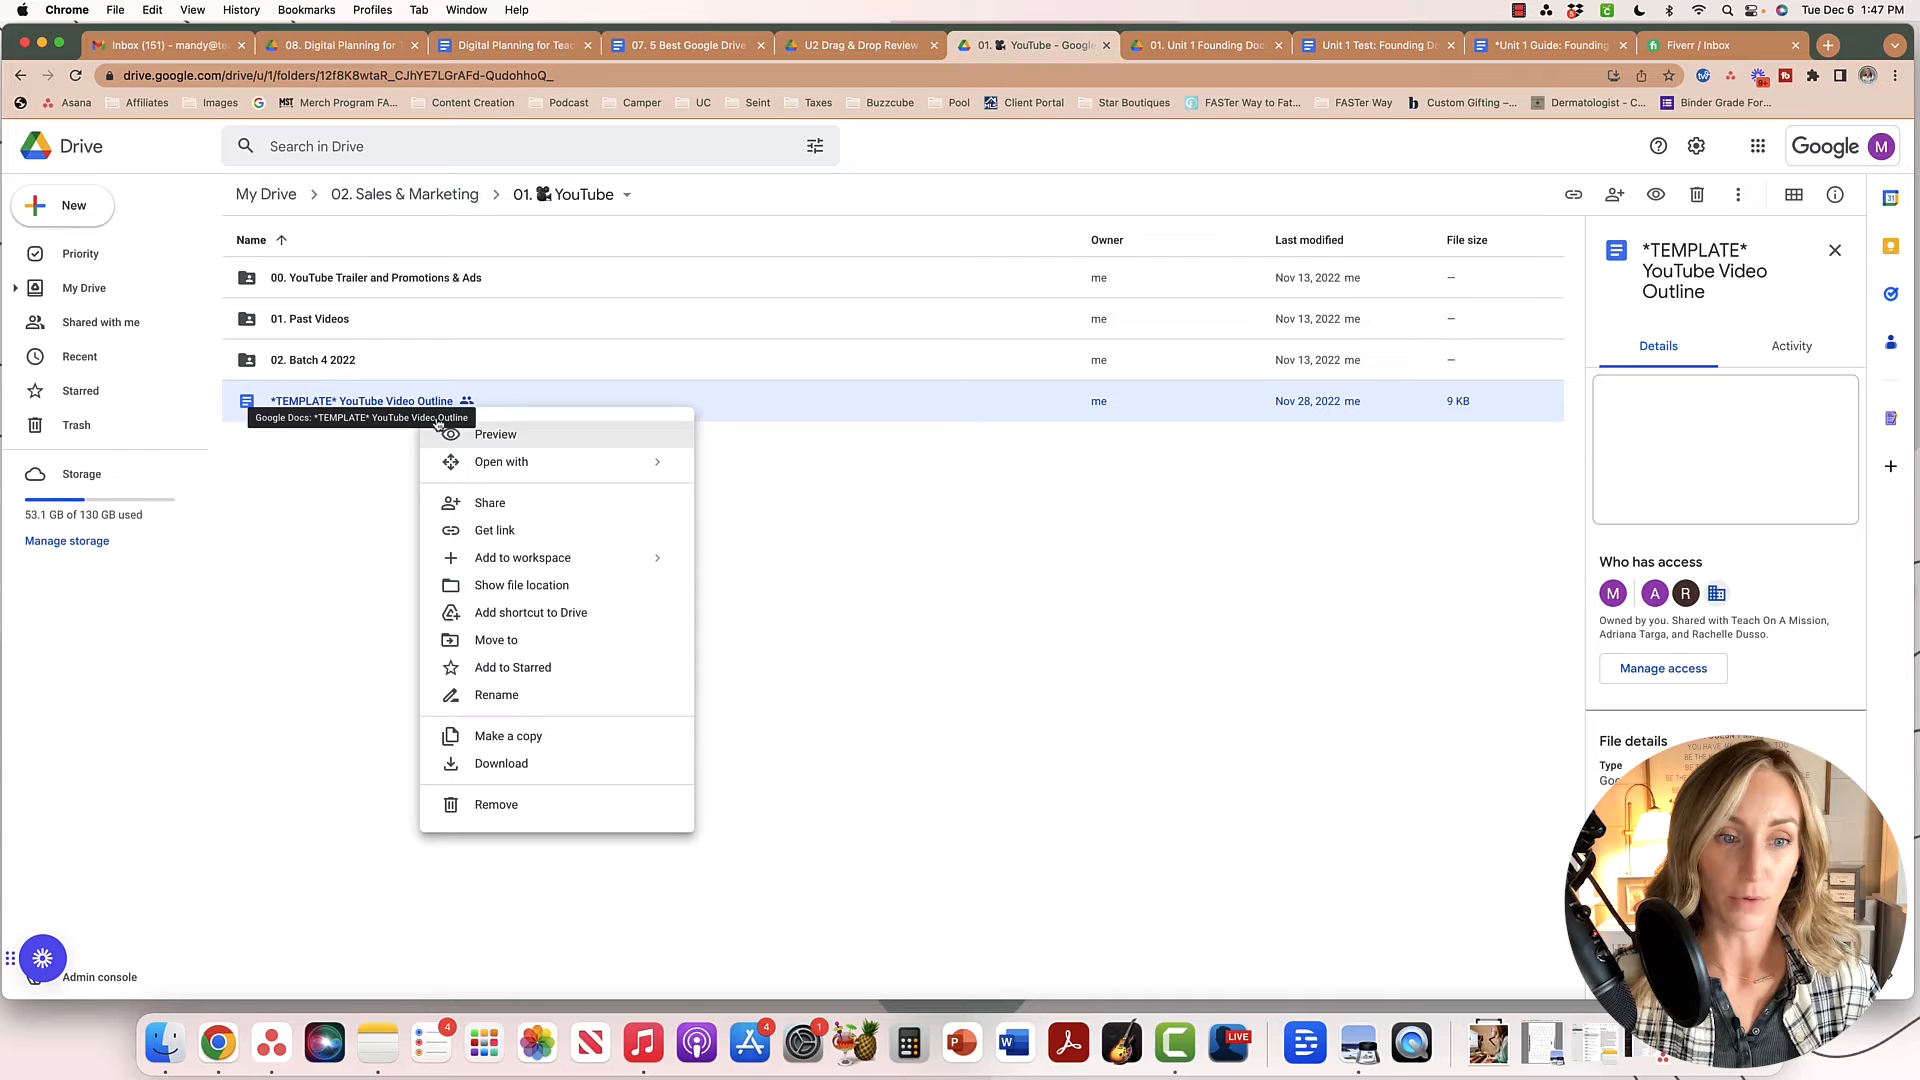 Chrome File Edit View History Bookmarks Profiles Tab Window Help Tue Dec 6 1:47 PM
Inbox (151) – mandy@te 08. Digital Planning for T Digital Planning for Teac 07. 5 Best Google Drive U2 Drag & Drop Review 01. YouTube - Google 01. Unit 1 Founding Doc Unit 1 Test: Founding Do *Unit 1 Guide: Founding Fiverr / Inbox
drive.google.com/drive/u/1/folders/12f8K8wtaR_CJhYE7LGrAFd-QudohhoQ_
Asana Affiliates Images MST Merch Program FA... Content Creation Podcast Camper UC Seint Taxes Buzzcube Pool Client Portal Star Boutiques FASTer Way to Fat... FASTer Way Custom Gifting –... Dermatologist - C... Binder Grade For...
Drive
Search in Drive
Google M
New
My Drive > 02. Sales & Marketing > 01. YouTube
Priority
My Drive
Shared with me
Recent
Starred
Trash
Storage
53.1 GB of 130 GB used
Manage storage
Admin console
Name Owner Last modified File size
00. YouTube Trailer and Promotions & Ads me Nov 13, 2022 me —
01. Past Videos me Nov 13, 2022 me —
02. Batch 4 2022 me Nov 13, 2022 me —
*TEMPLATE* YouTube Video Outline me Nov 28, 2022 me 9 KB
Google Docs: *TEMPLATE* YouTube Video Outline
Preview
Open with
Share
Get link
Add to workspace
Show file location
Add shortcut to Drive
Move to
Add to Starred
Rename
Make a copy
Download
Remove
*TEMPLATE*
YouTube Video
Outline
Details Activity
Who has access
M A R
Owned by you. Shared with Teach On A Mission,
Adriana Targa, and Rachelle Dusso.
Manage access
File details
Type
4 4 1 LIVE